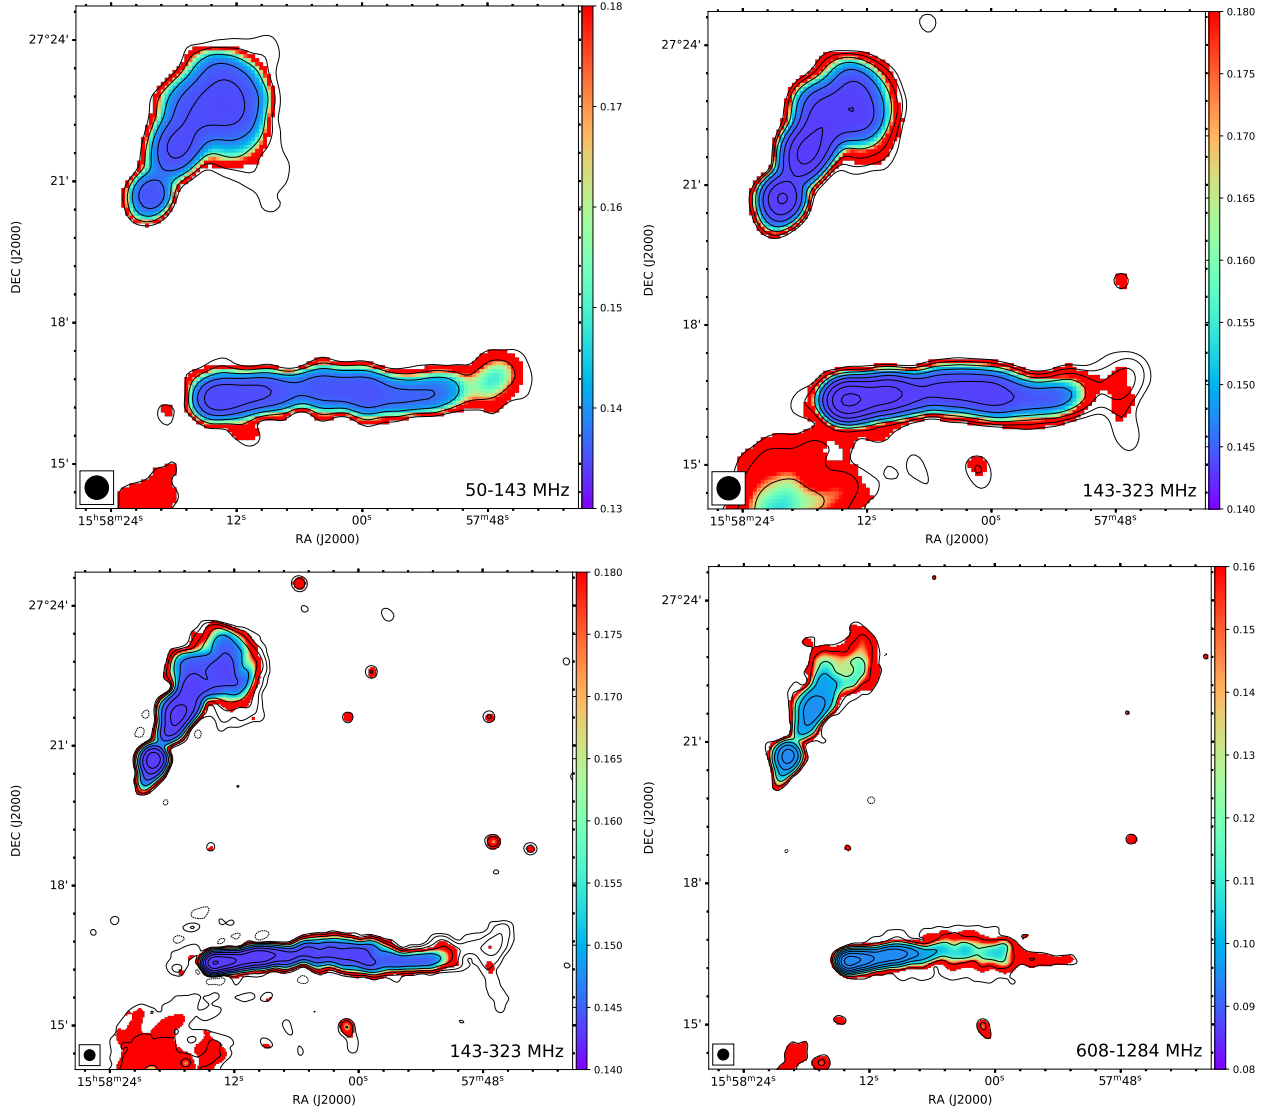 0.18
27°24'
0.17
0.16
21'
DEC (J2000)
0.15
18'
0.14
15'
50-143 MHz
0.13
15ʰ58ᵐ24ˢ
12ˢ
00ˢ
57ᵐ48ˢ
RA (J2000)
0.180
27°24'
0.175
0.170
0.165
21'
DEC (J2000)
0.160
0.155
18'
0.150
0.145
15'
143-323 MHz
0.140
15ʰ58ᵐ24ˢ
12ˢ
00ˢ
57ᵐ48ˢ
RA (J2000)
0.180
27°24'
0.175
0.170
21'
0.165
DEC (J2000)
0.160
0.155
18'
0.150
0.145
15'
143-323 MHz
0.140
15ʰ58ᵐ24ˢ
12ˢ
00ˢ
57ᵐ48ˢ
RA (J2000)
0.16
27°24'
0.15
0.14
21'
0.13
DEC (J2000)
0.12
0.11
18'
0.10
0.09
15'
608-1284 MHz
0.08
15ʰ58ᵐ24ˢ
12ˢ
00ˢ
57ᵐ48ˢ
RA (J2000)